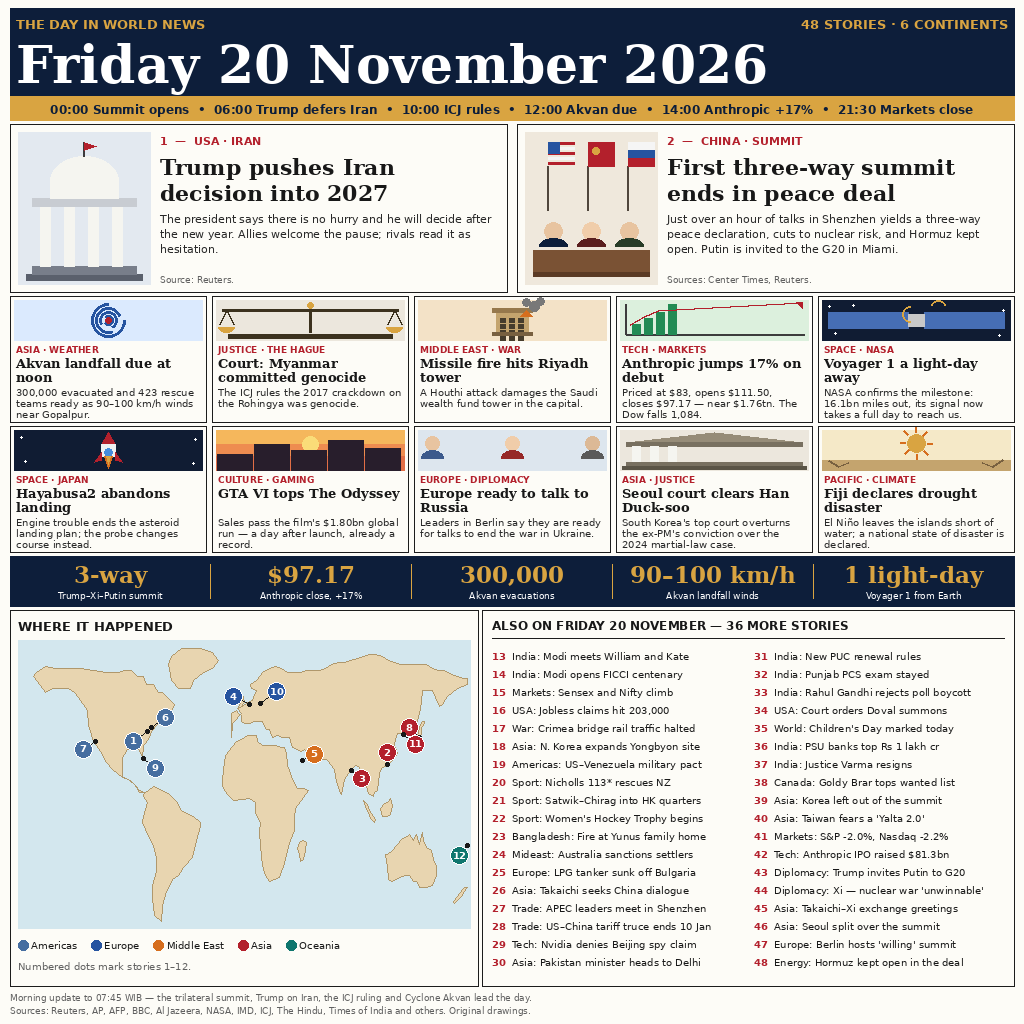 THE DAY IN WORLD NEWS
48 STORIES · 6 CONTINENTS
Friday 20 November 2026
00:00 Summit opens • 06:00 Trump defers Iran • 10:00 ICJ rules • 12:00 Akvan due • 14:00 Anthropic +17% • 21:30 Markets close
1 — USA · IRAN
Trump pushes Iran
decision into 2027
The president says there is no hurry and he will decide after
the new year. Allies welcome the pause; rivals read it as
hesitation.
Source: Reuters.
2 — CHINA · SUMMIT
First three-way summit
ends in peace deal
Just over an hour of talks in Shenzhen yields a three-way
peace declaration, cuts to nuclear risk, and Hormuz kept
open. Putin is invited to the G20 in Miami.
Sources: Center Times, Reuters.
ASIA · WEATHER
Akvan landfall due at
noon
300,000 evacuated and 423 rescue
teams ready as 90–100 km/h winds
near Gopalpur.
JUSTICE · THE HAGUE
Court: Myanmar
committed genocide
The ICJ rules the 2017 crackdown on
the Rohingya was genocide.
MIDDLE EAST · WAR
Missile fire hits Riyadh
tower
A Houthi attack damages the Saudi
wealth fund tower in the capital.
TECH · MARKETS
Anthropic jumps 17% on
debut
Priced at $83, opens $111.50,
closes $97.17 — near $1.76tn. The
Dow falls 1,084.
SPACE · NASA
Voyager 1 a light-day
away
NASA confirms the milestone:
16.1bn miles out, its signal now
takes a full day to reach us.
SPACE · JAPAN
Hayabusa2 abandons
landing
Engine trouble ends the asteroid
landing plan; the probe changes
course instead.
CULTURE · GAMING
GTA VI tops The Odyssey
Sales pass the film's $1.80bn global
run — a day after launch, already a
record.
EUROPE · DIPLOMACY
Europe ready to talk to
Russia
Leaders in Berlin say they are ready
for talks to end the war in Ukraine.
ASIA · JUSTICE
Seoul court clears Han
Duck-soo
South Korea's top court overturns
the ex-PM's conviction over the
2024 martial-law case.
PACIFIC · CLIMATE
Fiji declares drought
disaster
El Niño leaves the islands short of
water; a national state of disaster is
declared.
3-way
Trump–Xi–Putin summit
$97.17
Anthropic close, +17%
300,000
Akvan evacuations
90–100 km/h
Akvan landfall winds
1 light-day
Voyager 1 from Earth
WHERE IT HAPPENED
4
10
6
1
7
9
5
8
11
2
3
12
Americas
Europe
Middle East
Asia
Oceania
Numbered dots mark stories 1–12.
ALSO ON FRIDAY 20 NOVEMBER — 36 MORE STORIES
13 India: Modi meets William and Kate
14 India: Modi opens FICCI centenary
15 Markets: Sensex and Nifty climb
16 USA: Jobless claims hit 203,000
17 War: Crimea bridge rail traffic halted
18 Asia: N. Korea expands Yongbyon site
19 Americas: US–Venezuela military pact
20 Sport: Nicholls 113* rescues NZ
21 Sport: Satwik–Chirag into HK quarters
22 Sport: Women's Hockey Trophy begins
23 Bangladesh: Fire at Yunus family home
24 Mideast: Australia sanctions settlers
25 Europe: LPG tanker sunk off Bulgaria
26 Asia: Takaichi seeks China dialogue
27 Trade: APEC leaders meet in Shenzhen
28 Trade: US–China tariff truce ends 10 Jan
29 Tech: Nvidia denies Beijing spy claim
30 Asia: Pakistan minister heads to Delhi
31 India: New PUC renewal rules
32 India: Punjab PCS exam stayed
33 India: Rahul Gandhi rejects poll boycott
34 USA: Court orders Doval summons
35 World: Children's Day marked today
36 India: PSU banks top Rs 1 lakh cr
37 India: Justice Varma resigns
38 Canada: Goldy Brar tops wanted list
39 Asia: Korea left out of the summit
40 Asia: Taiwan fears a 'Yalta 2.0'
41 Markets: S&P -2.0%, Nasdaq -2.2%
42 Tech: Anthropic IPO raised $81.3bn
43 Diplomacy: Trump invites Putin to G20
44 Diplomacy: Xi — nuclear war 'unwinnable'
45 Asia: Takaichi–Xi exchange greetings
46 Asia: Seoul split over the summit
47 Europe: Berlin hosts 'willing' summit
48 Energy: Hormuz kept open in the deal
Morning update to 07:45 WIB — the trilateral summit, Trump on Iran, the ICJ ruling and Cyclone Akvan lead the day.
Sources: Reuters, AP, AFP, BBC, Al Jazeera, NASA, IMD, ICJ, The Hindu, Times of India and others. Original drawings.